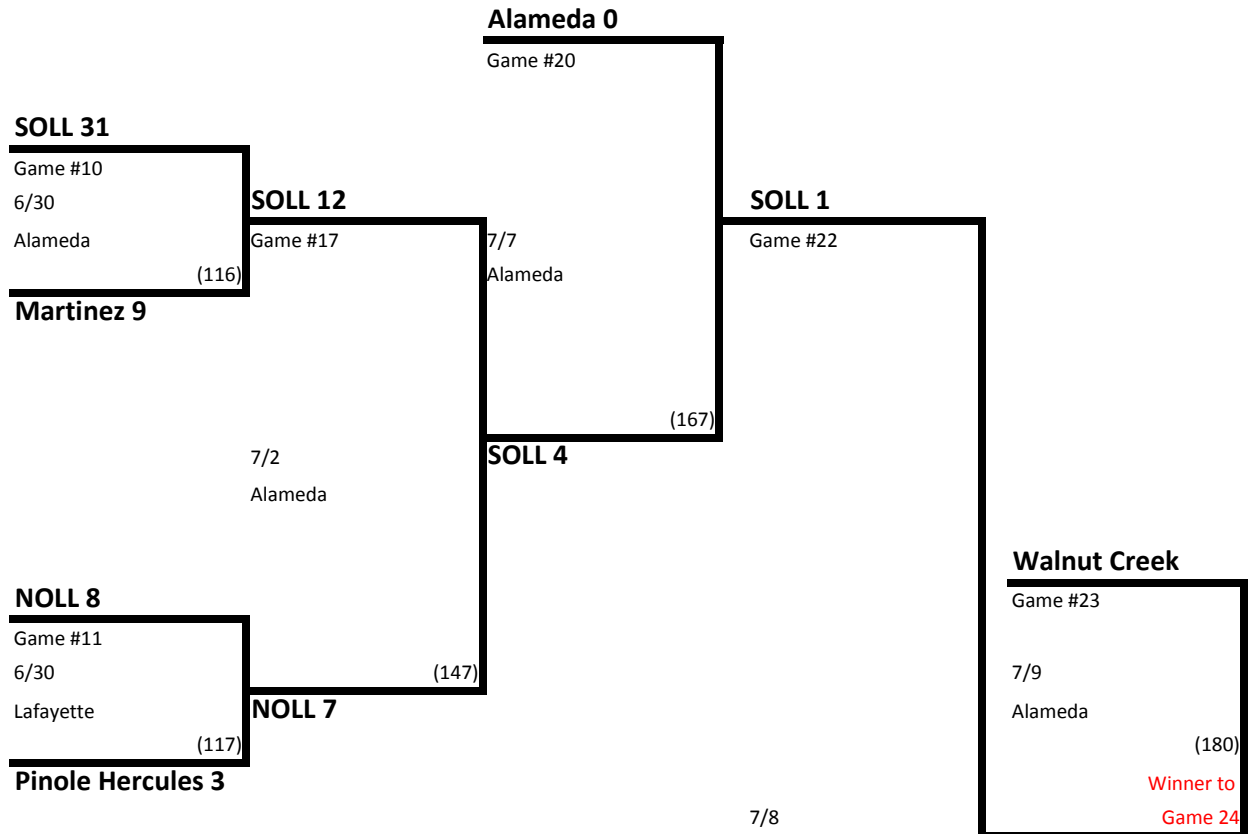 Alameda 0
Game #20
SOLL 31
Game #10
6/30
Alameda
(116)
Martinez 9
SOLL 12
Game #17
7/7
Alameda
SOLL 1
Game #22
(167)
SOLL 4
7/2
Alameda
Walnut Creek
Game #23
7/9
Alameda
(180)
Winner to
Game 24
NOLL 8
Game #11
6/30
Lafayette
(117)
Pinole Hercules 3
(147)
NOLL 7
7/8